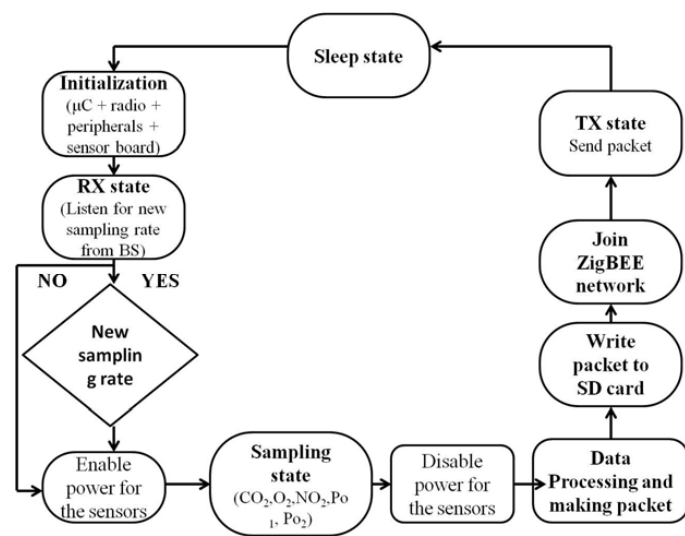 Sleep state
Initialization
(μC + radio +
peripherals +
sensor board)
RX state
(Listen for new
sampling rate
from BS)
NO
YES
New
samplin
g rate
Enable
power for
the sensors
Sampling
state
(CO₂,O₂,NO₂,Po
₁, Po₂)
Disable
power for
the sensors
Data
Processing and
making packet
Write
packet to
SD card
Join
ZigBEE
network
TX state
Send packet